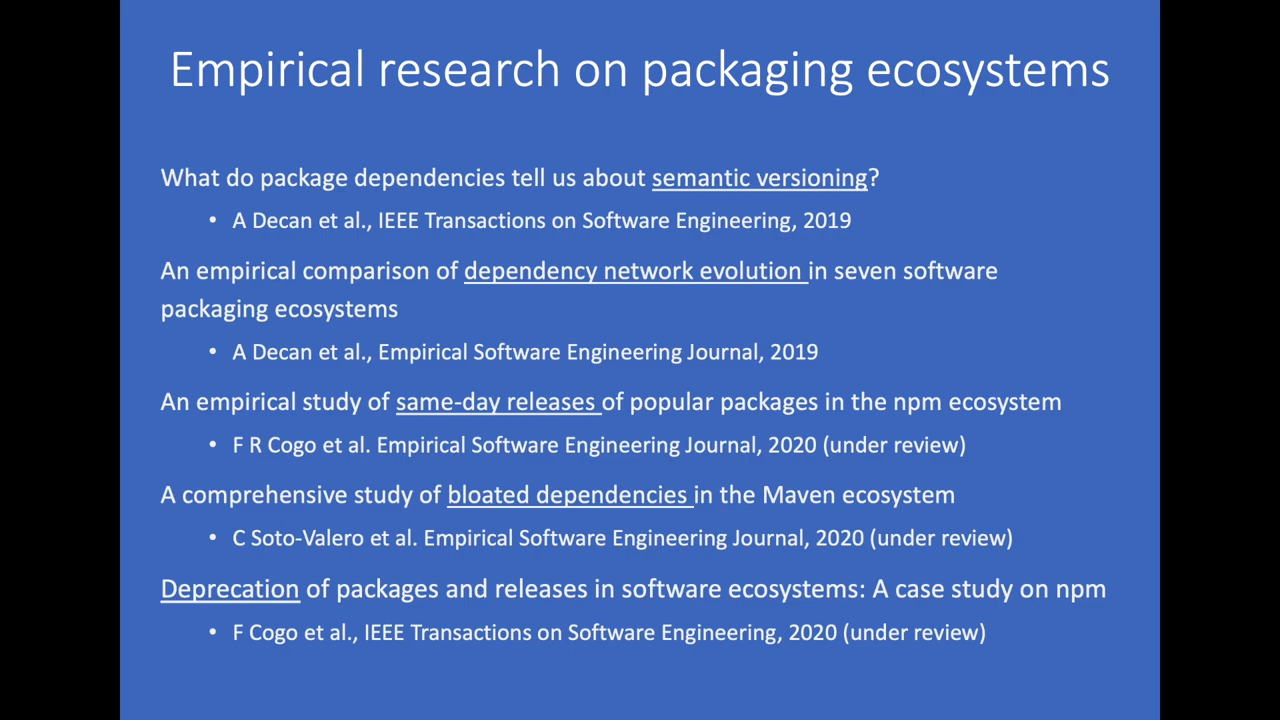 Empirical research on packaging ecosystems
What do package dependencies tell us about semantic versioning?
• A Decan et al., IEEE Transactions on Software Engineering, 2019
An empirical comparison of dependency network evolution in seven software
packaging ecosystems
• A Decan et al., Empirical Software Engineering Journal, 2019
An empirical study of same-day releases of popular packages in the npm ecosystem
• F R Cogo et al. Empirical Software Engineering Journal, 2020 (under review)
A comprehensive study of bloated dependencies in the Maven ecosystem
• C Soto-Valero et al. Empirical Software Engineering Journal, 2020 (under review)
Deprecation of packages and releases in software ecosystems: A case study on npm
• F Cogo et al., IEEE Transactions on Software Engineering, 2020 (under review)